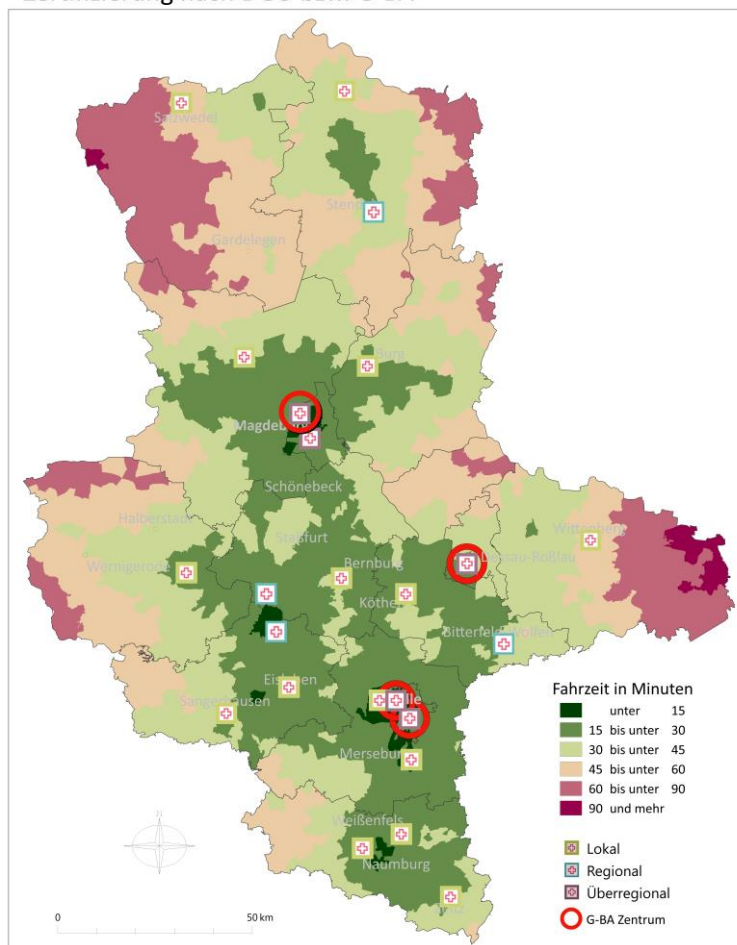 Salzwedel
Gardelegen
Burg
Magdeburg
Schönebeck
Halberstadt
Staßfurt
Wernigerode
Bernburg
Köthen
Dessau-Roßlau
Wittenberg
Bitterfeld-Wolfen
Eisleben
Sangerhausen
Merseburg
Weißenfels
Naumburg
Fahrzeit in Minuten
unter 15
15 bis unter 30
30 bis unter 45
45 bis unter 60
60 bis unter 90
90 und mehr
Lokal
Regional
Überregional
G-BA Zentrum
N
0 50 km